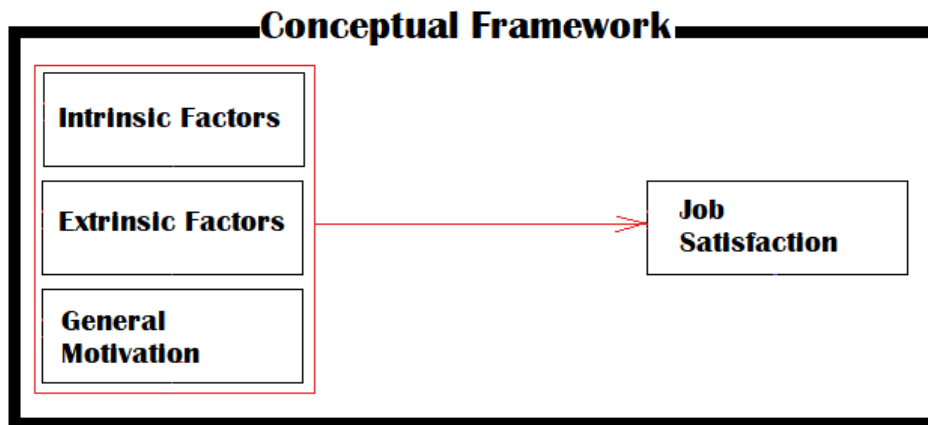 Conceptual Framework
Intrinsic Factors
Extrinsic Factors
General
Motivation
Job
Satisfaction